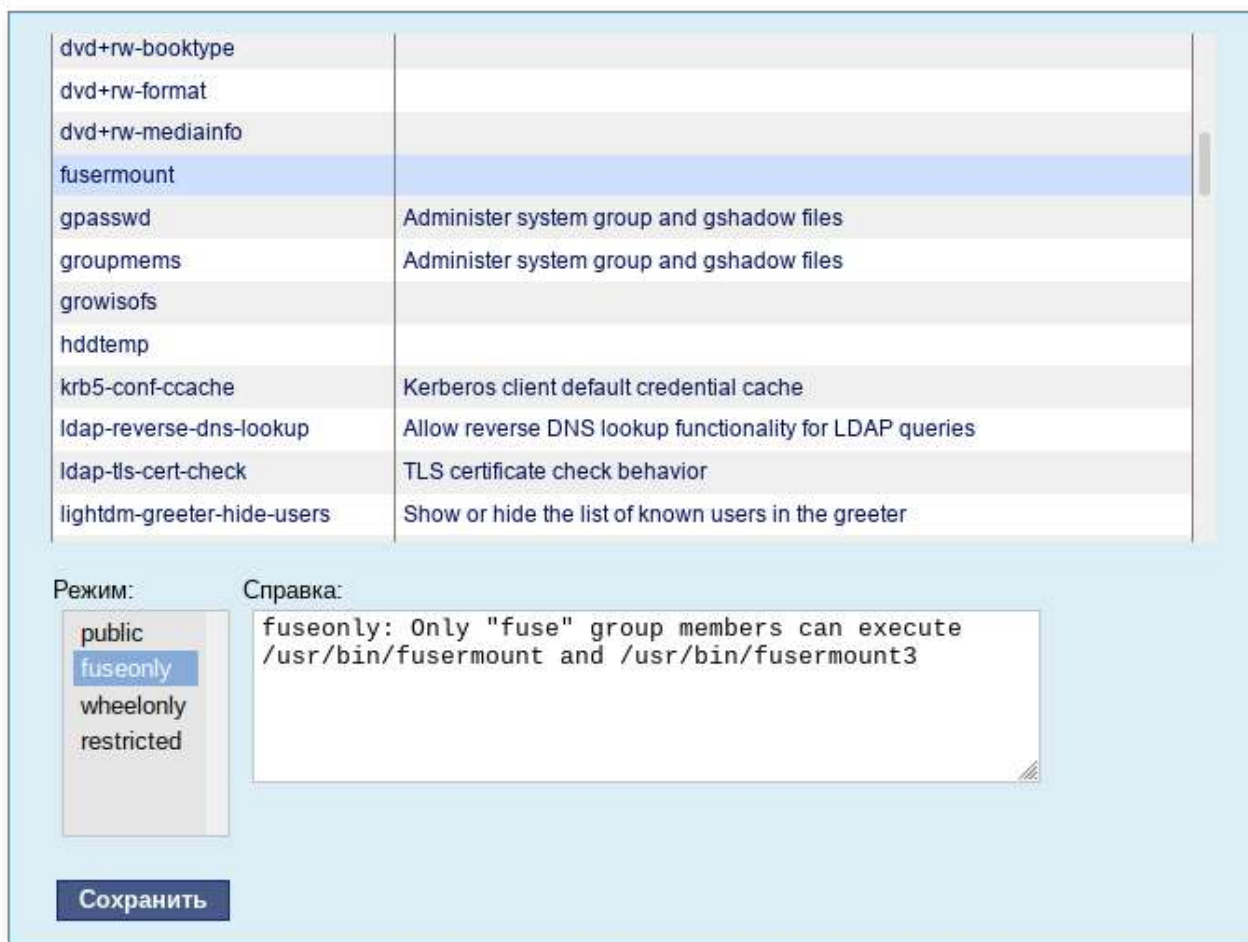 dvd+rw-booktype
dvd+rw-format
dvd+rw-mediainfo
fusermount
gpasswd Administer system group and gshadow files
groupmems Administer system group and gshadow files
growisofs
hddtemp
krb5-conf-ccache Kerberos client default credential cache
ldap-reverse-dns-lookup Allow reverse DNS lookup functionality for LDAP queries
ldap-tls-cert-check TLS certificate check behavior
lightdm-greeter-hide-users Show or hide the list of known users in the greeter
Режим:
public
fuseonly
wheelonly
restricted
Справка:
fuseonly: Only "fuse" group members can execute
/usr/bin/fusermount and /usr/bin/fusermount3
Сохранить